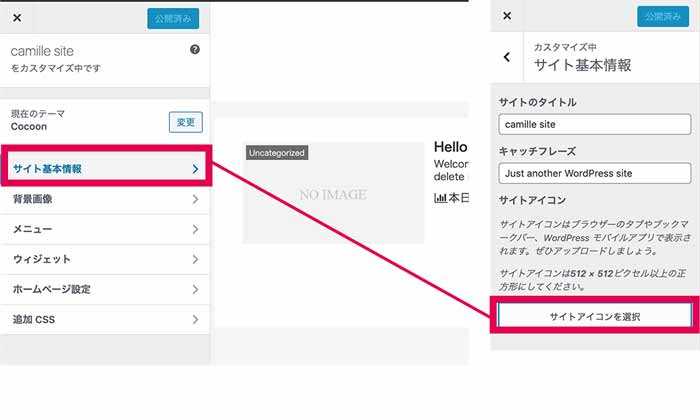 公開済み
camille site
をカスタマイズ中です
現在のテーマ
Cocoon
変更
サイト基本情報
背景画像
メニュー
ウィジェット
ホームページ設定
追加 CSS
Uncategorized
NO IMAGE
Hello
Welcom
delete
本日
公開済み
カスタマイズ中
サイト基本情報
サイトのタイトル
camille site
キャッチフレーズ
Just another WordPress site
サイトアイコン
サイトアイコンはブラウザーのタブやブック
マークバー、WordPress モバイルアプリで表示さ
れます。ぜひアップロードしましょう。
サイトアイコンは512 × 512ピクセル以上の正
方形にしてください。
サイトアイコンを選択